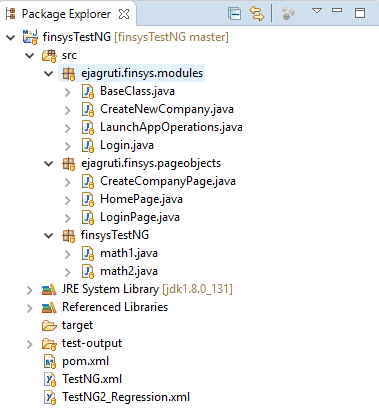 Package Explorer
finsysTestNG [finsysTestNG master]
src
ejagruti.finsys.modules
BaseClass.java
CreateNewCompany.java
LaunchAppOperations.java
Login.java
ejagruti.finsys.pageobjects
CreateCompanyPage.java
HomePage.java
LoginPage.java
finsysTestNG
math1.java
math2.java
JRE System Library [jdk1.8.0_131]
Referenced Libraries
target
test-output
pom.xml
TestNG.xml
TestNG2_Regression.xml